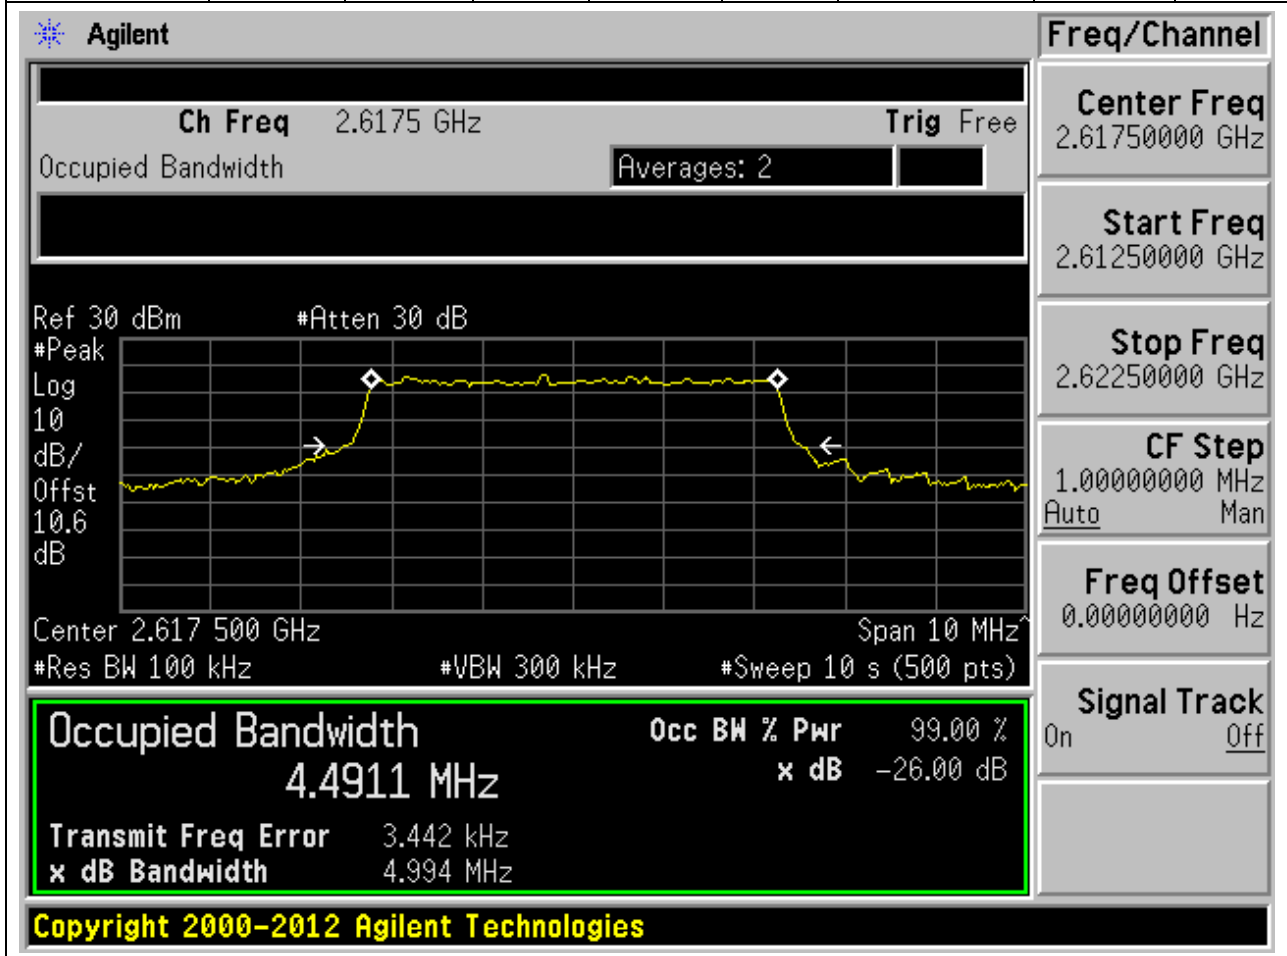 Agilent
Freq/Channel
Ch Freq 2.6175 GHz Trig Free
Occupied Bandwidth Averages: 2
Center Freq
2.61750000 GHz
Start Freq
2.61250000 GHz
Stop Freq
2.62250000 GHz
CF Step
1.00000000 MHz
Auto Man
Freq Offset
0.00000000 Hz
Signal Track
On Off
Ref 30 dBm #Atten 30 dB
#Peak
Log
10
dB/
Offst
10.6
dB
Center 2.617 500 GHz Span 10 MHz^
#Res BW 100 kHz #VBW 300 kHz #Sweep 10 s (500 pts)
Occupied Bandwidth Occ BW % Pwr 99.00 %
4.4911 MHz x dB -26.00 dB
Transmit Freq Error 3.442 kHz
x dB Bandwidth 4.994 MHz
Copyright 2000-2012 Agilent Technologies